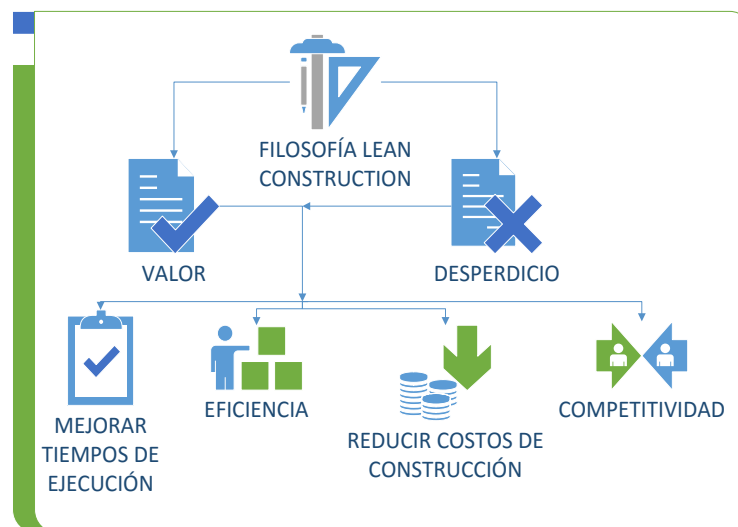 FILOSOFÍA LEAN
CONSTRUCTION
VALOR
DESPERDICIO
MEJORAR
TIEMPOS DE
EJECUCIÓN
EFICIENCIA
REDUCIR COSTOS DE
CONSTRUCCIÓN
COMPETITIVIDAD